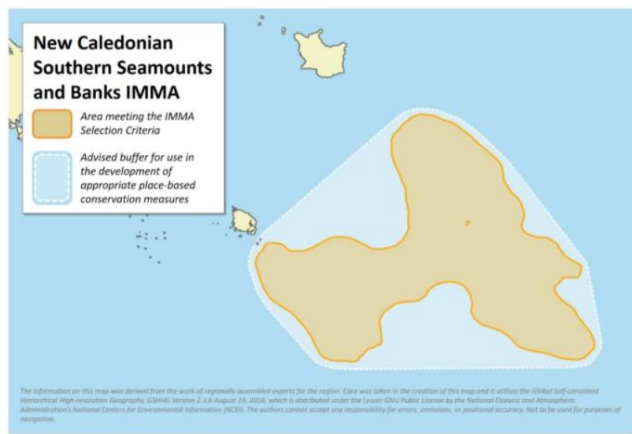 New Caledonian
Southern Seamounts
and Banks IMMA
Area meeting the IMMA
Selection Criteria
Advised buffer for use in
the development of
appropriate place-based
conservation measures
The information on this map was derived from the work of regionally assembled experts for the region. Care was taken in the creation of this map and it utilises the Global Self-consistent
Hierarchical High-resolution Geography, GSHHG Version 2.3.6 August 19, 2016, which is distributed under the Lesser GNU Public License by the National Oceanic and Atmospheric
Administration's National Centers for Environmental Information (NCEI). The authors cannot accept any responsibility for errors, omissions, or positional accuracy. Not to be used for purposes of
navigation.